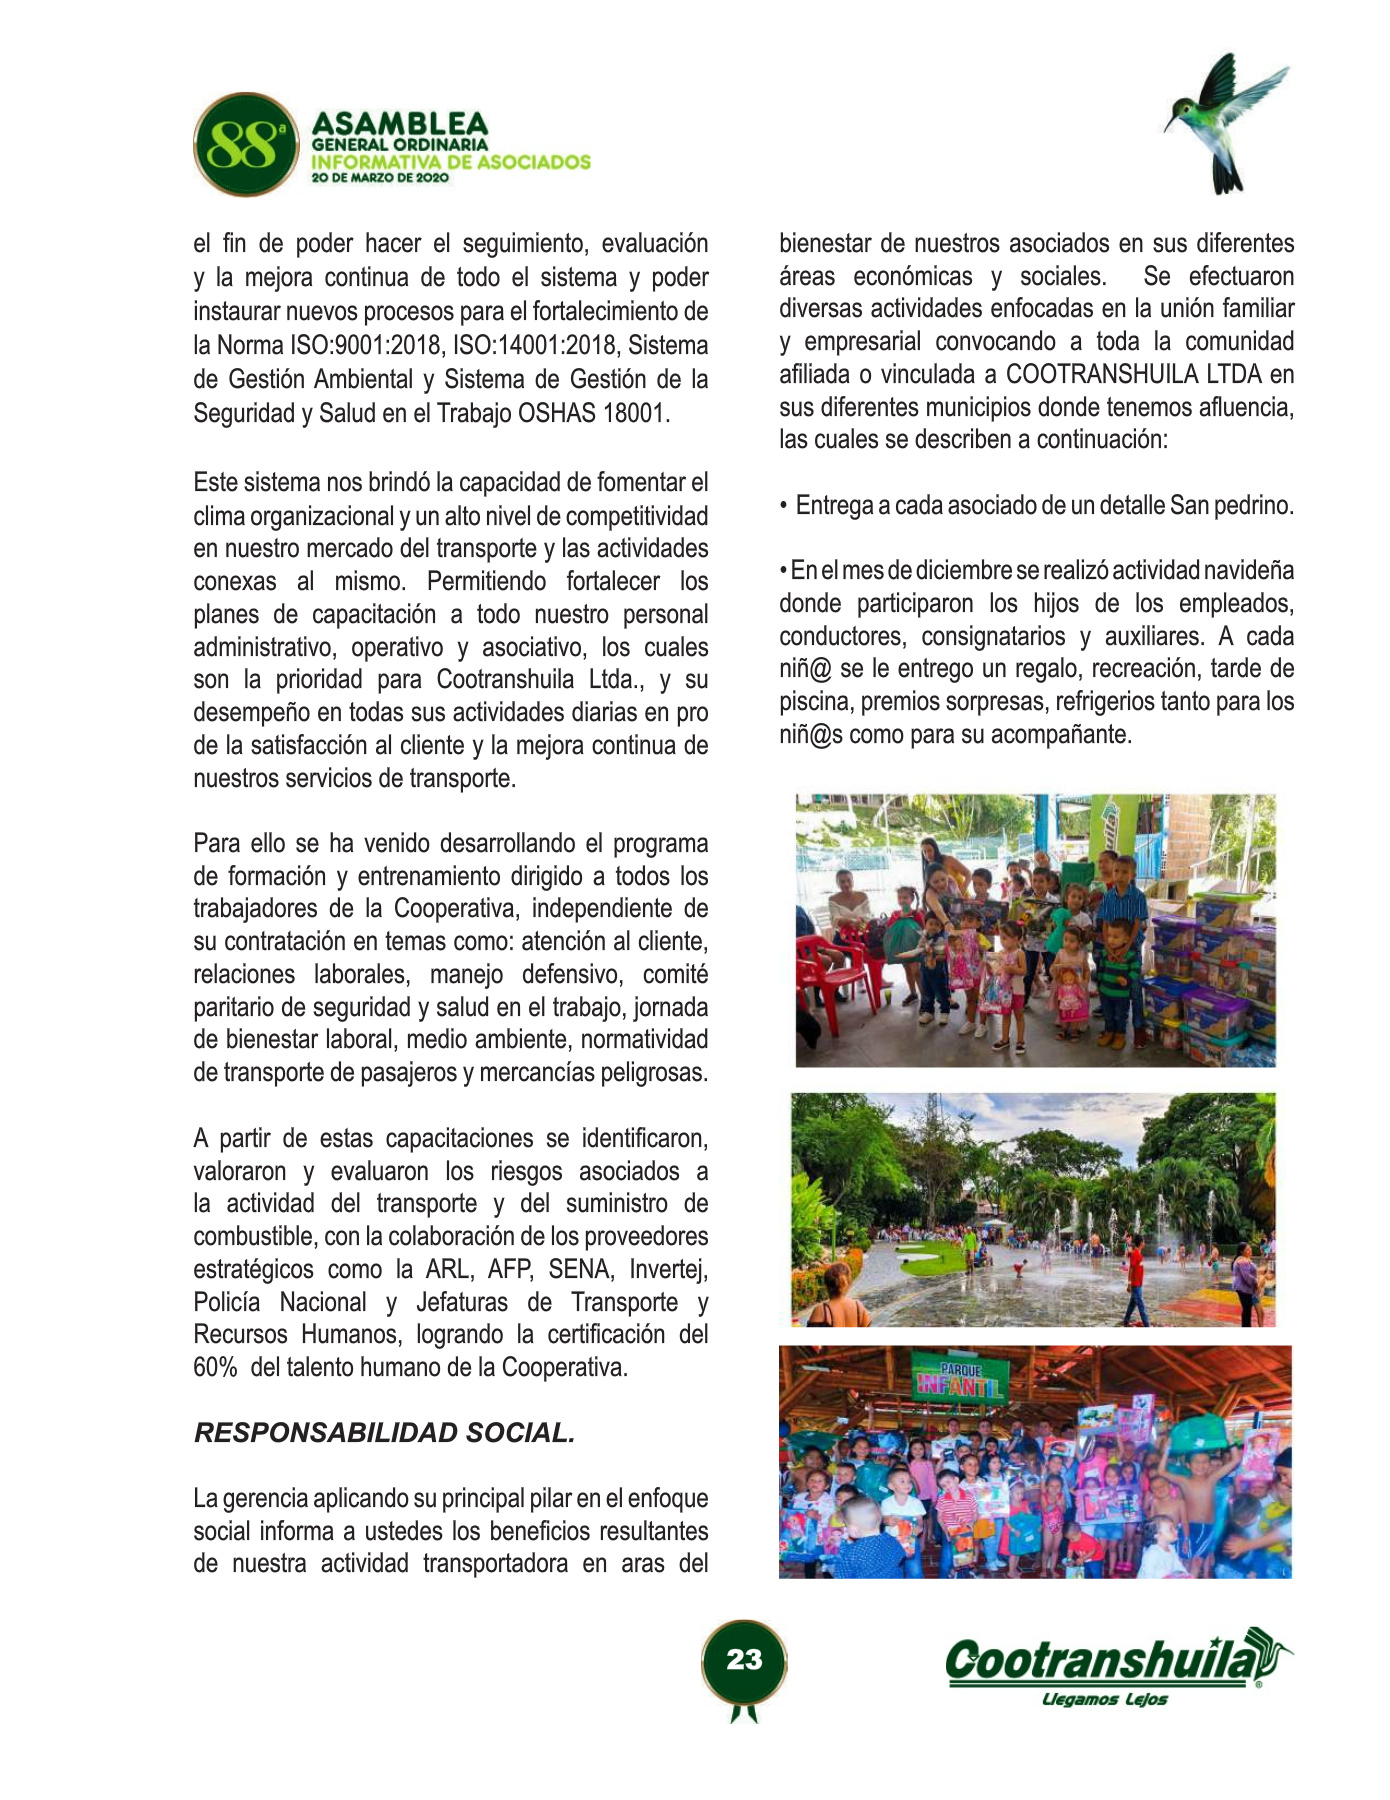 88ª
ASAMBLEA
GENERAL ORDINARIA
INFORMATIVA DE ASOCIADOS
20 DE MARZO DE 2020
el fin de poder hacer el seguimiento, evaluación
y la mejora continua de todo el sistema y poder
instaurar nuevos procesos para el fortalecimiento de
la Norma ISO:9001:2018, ISO:14001:2018, Sistema
de Gestión Ambiental y Sistema de Gestión de la
Seguridad y Salud en el Trabajo OSHAS 18001.
Este sistema nos brindó la capacidad de fomentar el
clima organizacional y un alto nivel de competitividad
en nuestro mercado del transporte y las actividades
conexas al mismo. Permitiendo fortalecer los
planes de capacitación a todo nuestro personal
administrativo, operativo y asociativo, los cuales
son la prioridad para Cootranshuila Ltda., y su
desempeño en todas sus actividades diarias en pro
de la satisfacción al cliente y la mejora continua de
nuestros servicios de transporte.
Para ello se ha venido desarrollando el programa
de formación y entrenamiento dirigido a todos los
trabajadores de la Cooperativa, independiente de
su contratación en temas como: atención al cliente,
relaciones laborales, manejo defensivo, comité
paritario de seguridad y salud en el trabajo, jornada
de bienestar laboral, medio ambiente, normatividad
de transporte de pasajeros y mercancías peligrosas.
A partir de estas capacitaciones se identificaron,
valoraron y evaluaron los riesgos asociados a
la actividad del transporte y del suministro de
combustible, con la colaboración de los proveedores
estratégicos como la ARL, AFP, SENA, Invertej,
Policía Nacional y Jefaturas de Transporte y
Recursos Humanos, logrando la certificación del
60% del talento humano de la Cooperativa.
RESPONSABILIDAD SOCIAL.
La gerencia aplicando su principal pilar en el enfoque
social informa a ustedes los beneficios resultantes
de nuestra actividad transportadora en aras del
bienestar de nuestros asociados en sus diferentes
áreas económicas y sociales. Se efectuaron
diversas actividades enfocadas en la unión familiar
y empresarial convocando a toda la comunidad
afiliada o vinculada a COOTRANSHUILA LTDA en
sus diferentes municipios donde tenemos afluencia,
las cuales se describen a continuación:
• Entrega a cada asociado de un detalle San pedrino.
• En el mes de diciembre se realizó actividad navideña
donde participaron los hijos de los empleados,
conductores, consignatarios y auxiliares. A cada
niñ@ se le entrego un regalo, recreación, tarde de
piscina, premios sorpresas, refrigerios tanto para los
niñ@s como para su acompañante.
PARQUE
INFANTIL
23
Cootranshuila
®
Llegamos Lejos